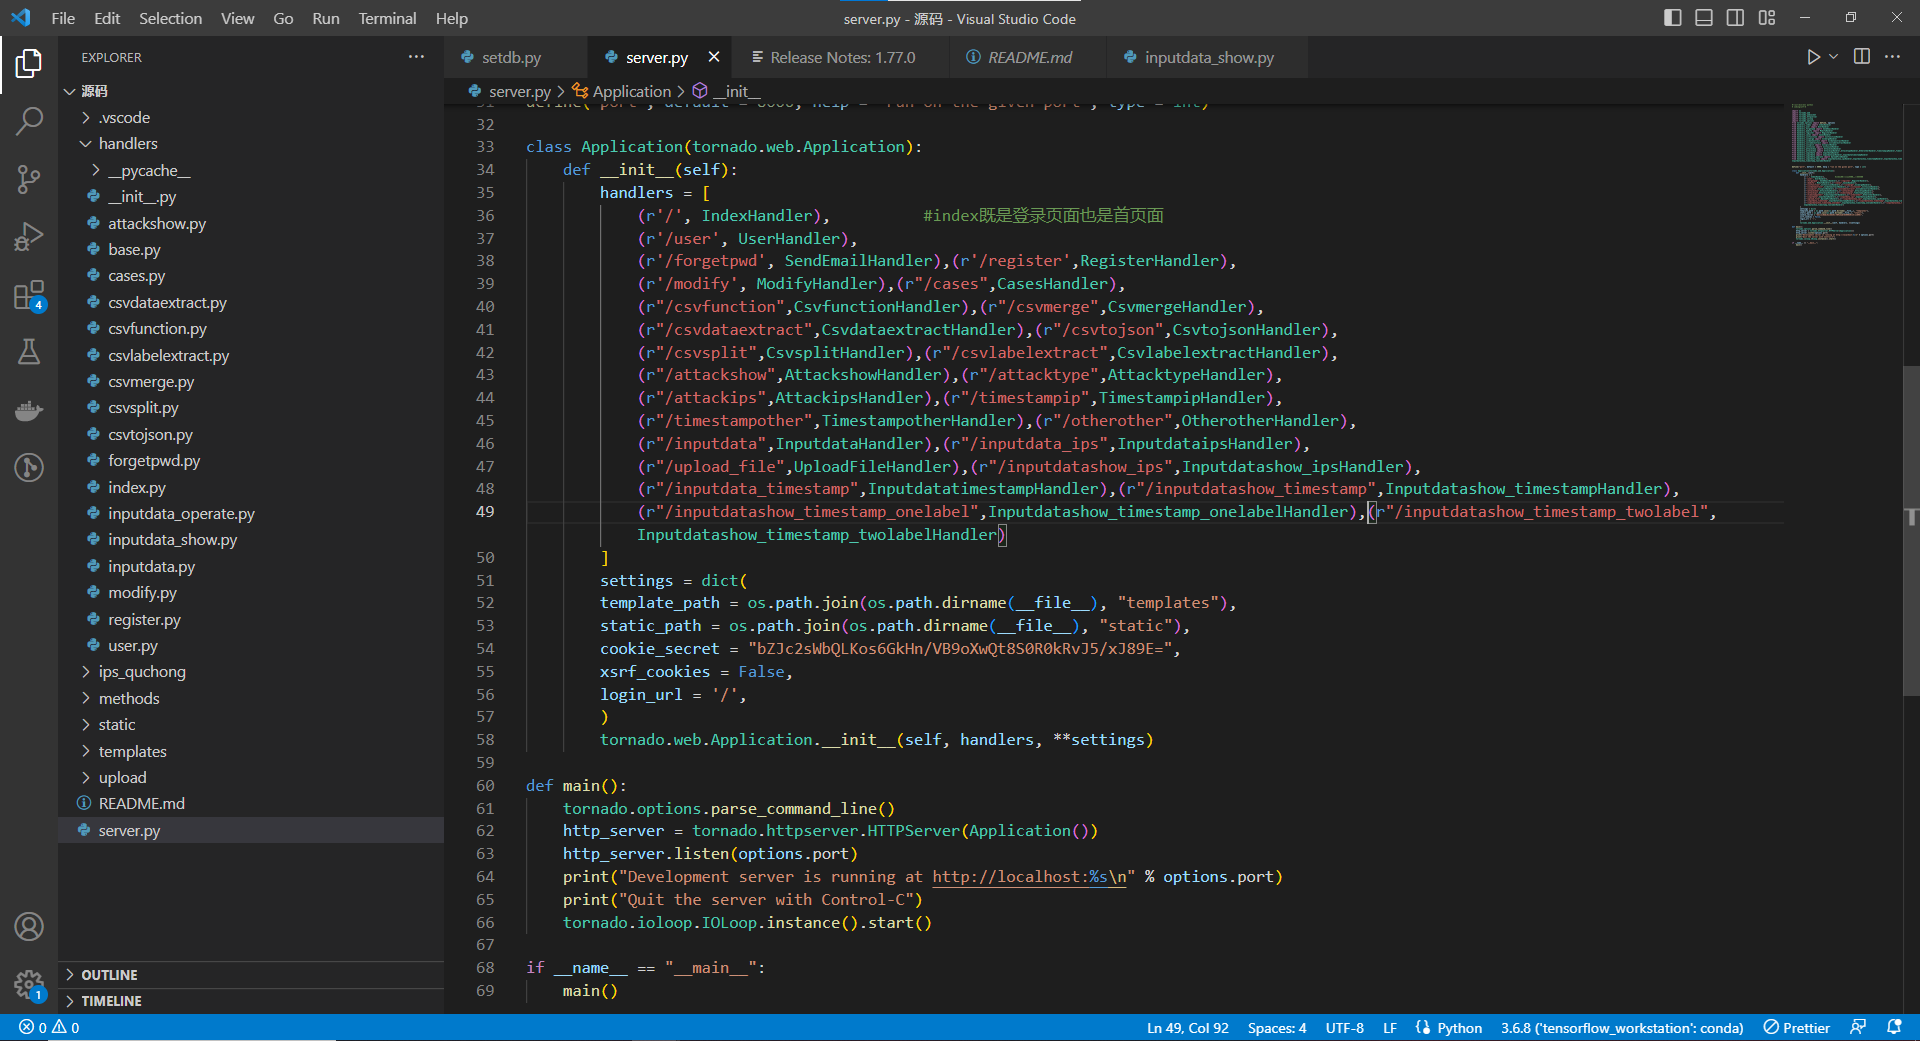 File Edit Selection View Go Run Terminal Help
server.py - 源码 - Visual Studio Code
EXPLORER
setdb.py
server.py
Release Notes: 1.77.0
README.md
inputdata_show.py
server.py > Application > __init__
源码
.vscode
handlers
__pycache__
__init__.py
attackshow.py
base.py
cases.py
csvdataextract.py
csvfunction.py
csvlabelextract.py
csvmerge.py
csvsplit.py
csvtojson.py
forgetpwd.py
index.py
inputdata_operate.py
inputdata_show.py
inputdata.py
modify.py
register.py
user.py
ips_quchong
methods
static
templates
upload
README.md
server.py
OUTLINE
TIMELINE
4
1
32
33 class Application(tornado.web.Application):
34 def __init__(self):
35 handlers = [
36 (r'/', IndexHandler), #index既是登录页面也是首页面
37 (r'/user', UserHandler),
38 (r'/forgetpwd', SendEmailHandler),(r'/register',RegisterHandler),
39 (r'/modify', ModifyHandler),(r"/cases",CasesHandler),
40 (r"/csvfunction",CsvfunctionHandler),(r"/csvmerge",CsvmergeHandler),
41 (r"/csvdataextract",CsvdataextractHandler),(r"/csvtojson",CsvtojsonHandler),
42 (r"/csvsplit",CsvsplitHandler),(r"/csvlabelextract",CsvlabelextractHandler),
43 (r"/attackshow",AttackshowHandler),(r"/attacktype",AttacktypeHandler),
44 (r"/attackips",AttackipsHandler),(r"/timestampip",TimestampipHandler),
45 (r"/timestampother",TimestampotherHandler),(r"/otherother",OtherotherHandler),
46 (r"/inputdata",InputdataHandler),(r"/inputdata_ips",InputdataipsHandler),
47 (r"/upload_file",UploadFileHandler),(r"/inputdatashow_ips",Inputdatashow_ipsHandler),
48 (r"/inputdata_timestamp",InputdatatimestampHandler),(r"/inputdatashow_timestamp",Inputdatashow_timestampHandler),
49 (r"/inputdatashow_timestamp_onelabel",Inputdatashow_timestamp_onelabelHandler),(r"/inputdatashow_timestamp_twolabel",
Inputdatashow_timestamp_twolabelHandler)
50 ]
51 settings = dict(
52 template_path = os.path.join(os.path.dirname(__file__), "templates"),
53 static_path = os.path.join(os.path.dirname(__file__), "static"),
54 cookie_secret = "bZJc2sWbQLKos6GkHn/VB9oXwQt8S0R0kRvJ5/xJ89E=",
55 xsrf_cookies = False,
56 login_url = '/',
57 )
58 tornado.web.Application.__init__(self, handlers, **settings)
59
60 def main():
61 tornado.options.parse_command_line()
62 http_server = tornado.httpserver.HTTPServer(Application())
63 http_server.listen(options.port)
64 print("Development server is running at http://localhost:%s\n" % options.port)
65 print("Quit the server with Control-C")
66 tornado.ioloop.IOLoop.instance().start()
67
68 if __name__ == "__main__":
69 main()
0 0
Ln 49, Col 92 Spaces: 4 UTF-8 LF Python 3.6.8 ('tensorflow_workstation': conda) Prettier